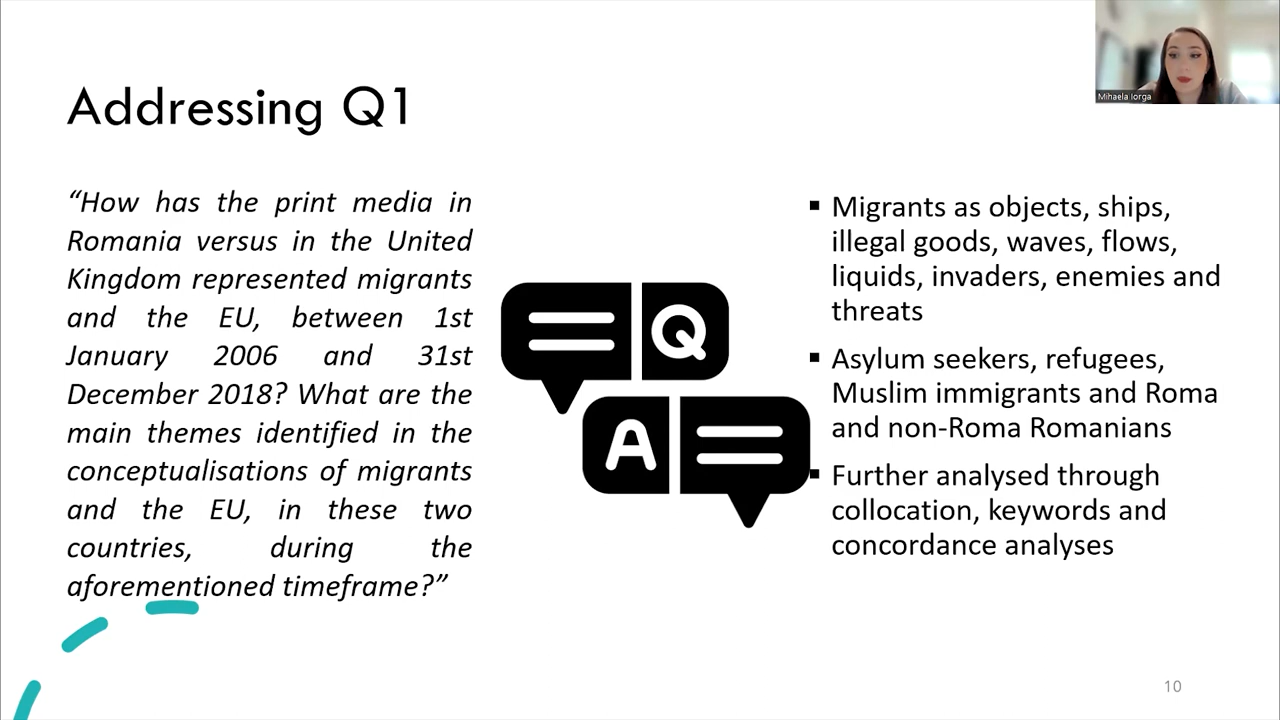 Mihaela Iorga
Addressing Q1
“How has the print media in
Romania versus in the United
Kingdom represented migrants
and the EU, between 1st
January 2006 and 31st
December 2018? What are the
main themes identified in the
conceptualisations of migrants
and the EU, in these two
countries, during the
aforementioned timeframe?”
Q
A
▪ Migrants as objects, ships,
illegal goods, waves, flows,
liquids, invaders, enemies and
threats
▪ Asylum seekers, refugees,
Muslim immigrants and Roma
and non-Roma Romanians
▪ Further analysed through
collocation, keywords and
concordance analyses
10